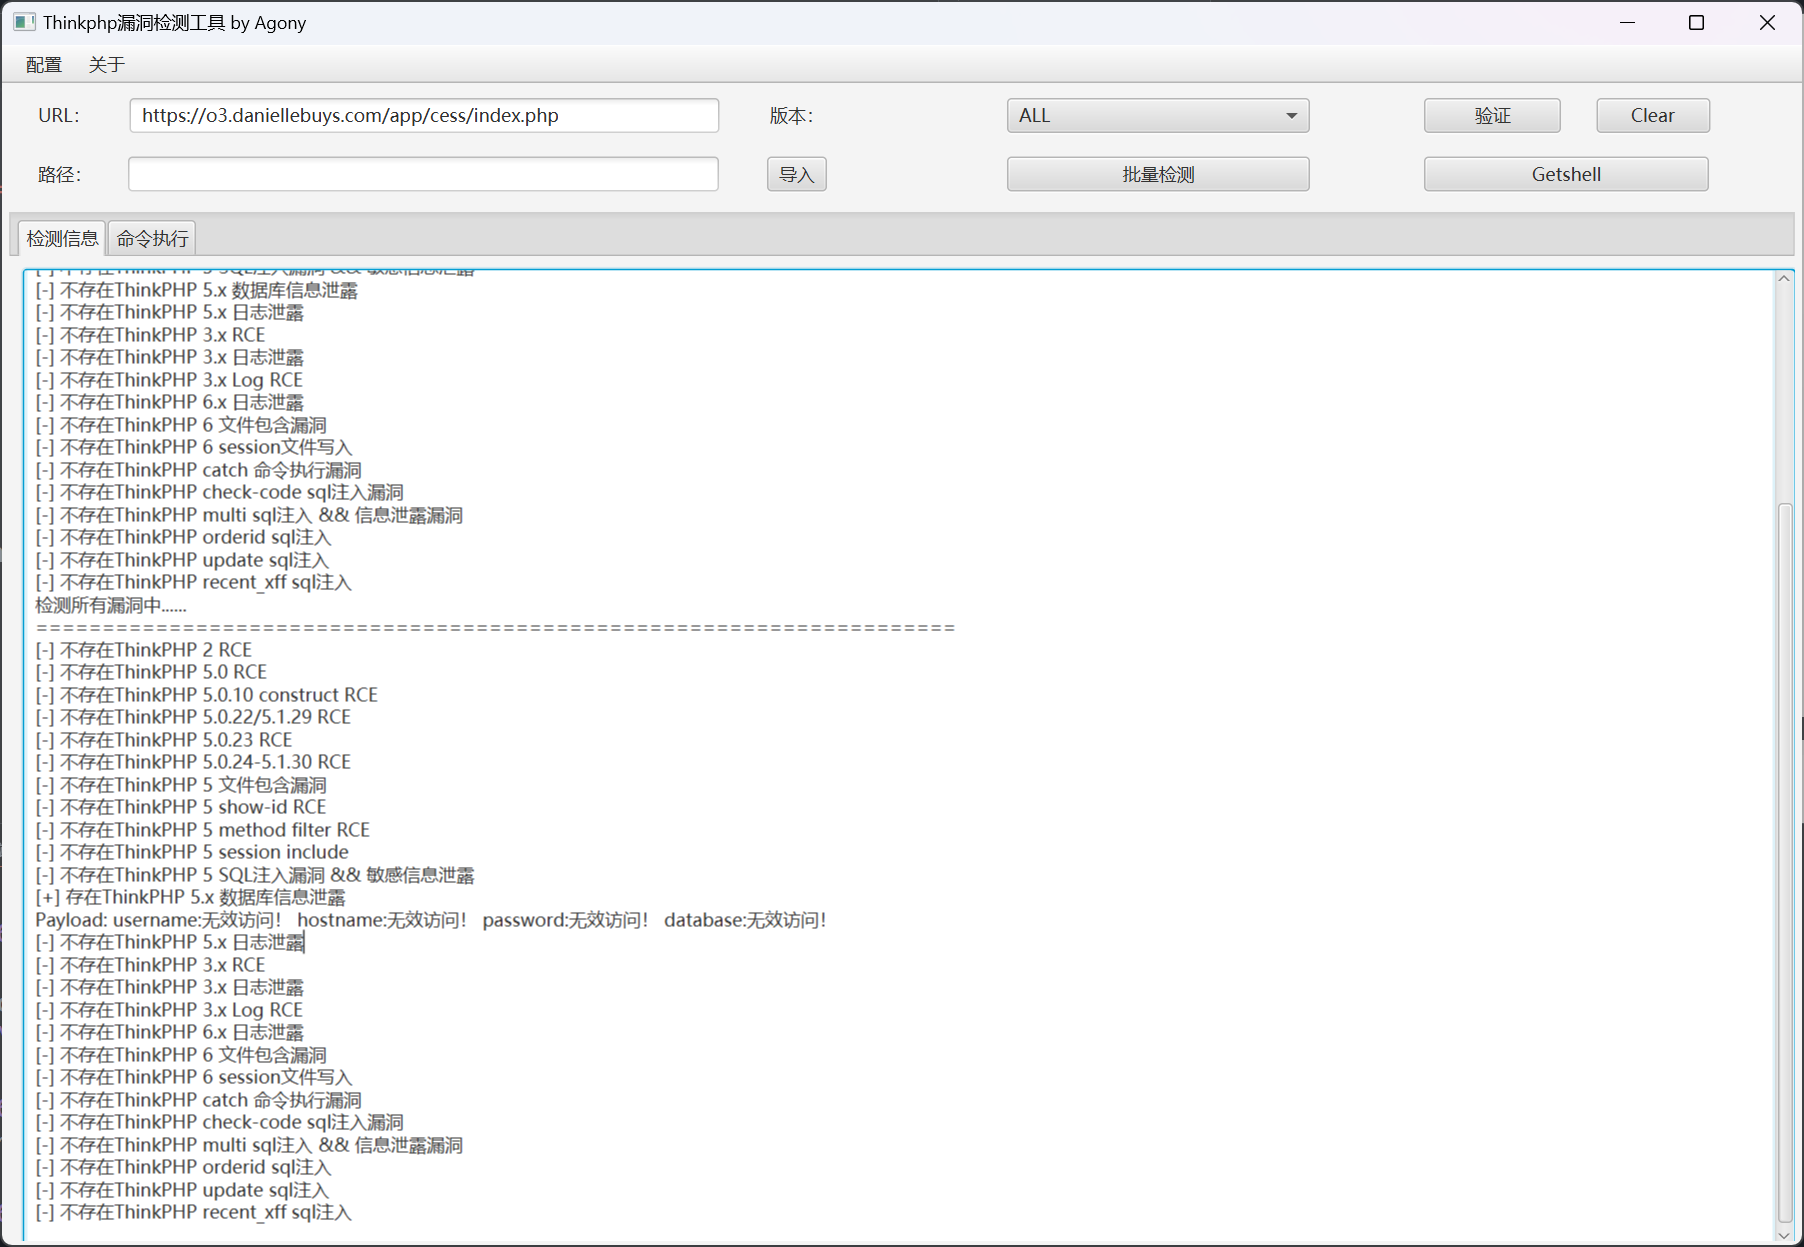 Thinkphp漏洞检测工具 by Agony
配置 关于
URL: https://o3.daniellebuys.com/app/cess/index.php 版本: ALL 验证 Clear
路径: 导入 批量检测 Getshell
检测信息 命令执行
[-] 不存在ThinkPHP 5 SQL注入漏洞 && 敏感信息泄露
[-] 不存在ThinkPHP 5.x 数据库信息泄露
[-] 不存在ThinkPHP 5.x 日志泄露
[-] 不存在ThinkPHP 3.x RCE
[-] 不存在ThinkPHP 3.x 日志泄露
[-] 不存在ThinkPHP 3.x Log RCE
[-] 不存在ThinkPHP 6.x 日志泄露
[-] 不存在ThinkPHP 6 文件包含漏洞
[-] 不存在ThinkPHP 6 session文件写入
[-] 不存在ThinkPHP catch 命令执行漏洞
[-] 不存在ThinkPHP check-code sql注入漏洞
[-] 不存在ThinkPHP multi sql注入 && 信息泄露漏洞
[-] 不存在ThinkPHP orderid sql注入
[-] 不存在ThinkPHP update sql注入
[-] 不存在ThinkPHP recent_xff sql注入
检测所有漏洞中......
======================================================================
[-] 不存在ThinkPHP 2 RCE
[-] 不存在ThinkPHP 5.0 RCE
[-] 不存在ThinkPHP 5.0.10 construct RCE
[-] 不存在ThinkPHP 5.0.22/5.1.29 RCE
[-] 不存在ThinkPHP 5.0.23 RCE
[-] 不存在ThinkPHP 5.0.24-5.1.30 RCE
[-] 不存在ThinkPHP 5 文件包含漏洞
[-] 不存在ThinkPHP 5 show-id RCE
[-] 不存在ThinkPHP 5 method filter RCE
[-] 不存在ThinkPHP 5 session include
[-] 不存在ThinkPHP 5 SQL注入漏洞 && 敏感信息泄露
[+] 存在ThinkPHP 5.x 数据库信息泄露
Payload: username:无效访问！ hostname:无效访问！ password:无效访问！ database:无效访问！
[-] 不存在ThinkPHP 5.x 日志泄露
[-] 不存在ThinkPHP 3.x RCE
[-] 不存在ThinkPHP 3.x 日志泄露
[-] 不存在ThinkPHP 3.x Log RCE
[-] 不存在ThinkPHP 6.x 日志泄露
[-] 不存在ThinkPHP 6 文件包含漏洞
[-] 不存在ThinkPHP 6 session文件写入
[-] 不存在ThinkPHP catch 命令执行漏洞
[-] 不存在ThinkPHP check-code sql注入漏洞
[-] 不存在ThinkPHP multi sql注入 && 信息泄露漏洞
[-] 不存在ThinkPHP orderid sql注入
[-] 不存在ThinkPHP update sql注入
[-] 不存在ThinkPHP recent_xff sql注入